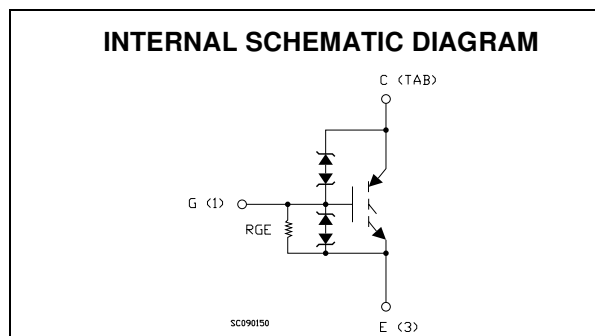 INTERNAL SCHEMATIC DIAGRAM
C (TAB)
G (1)
RGE
SC090150
E (3)